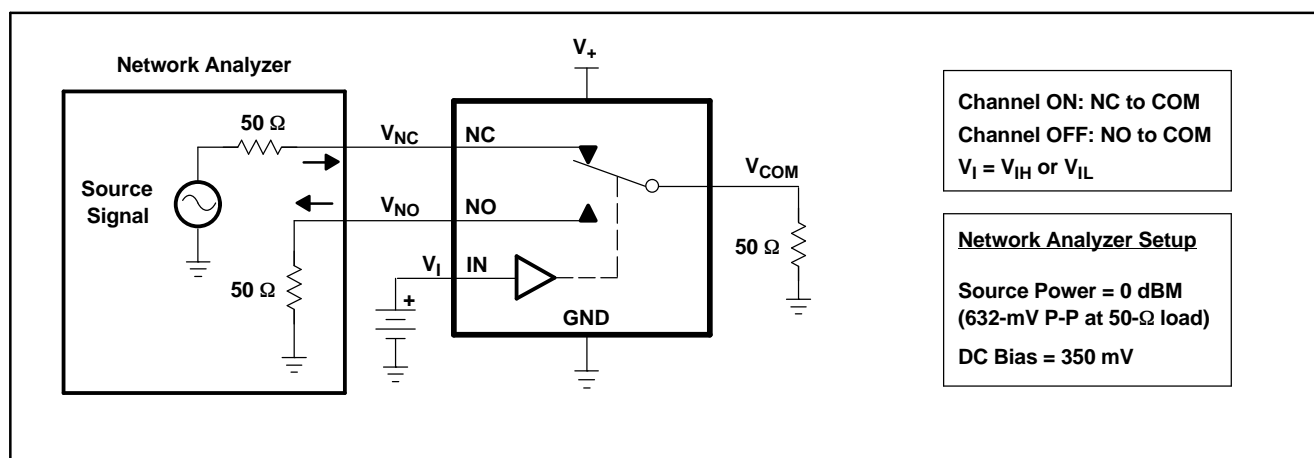 Network Analyzer
50 Ω
Source
Signal
50 Ω
V+
VNC
NC
VNO
NO
VI
IN
+
GND
VCOM
50 Ω
Channel ON: NC to COM
Channel OFF: NO to COM
VI = VIH or VIL
Network Analyzer Setup
Source Power = 0 dBM
(632-mV P-P at 50-Ω load)
DC Bias = 350 mV